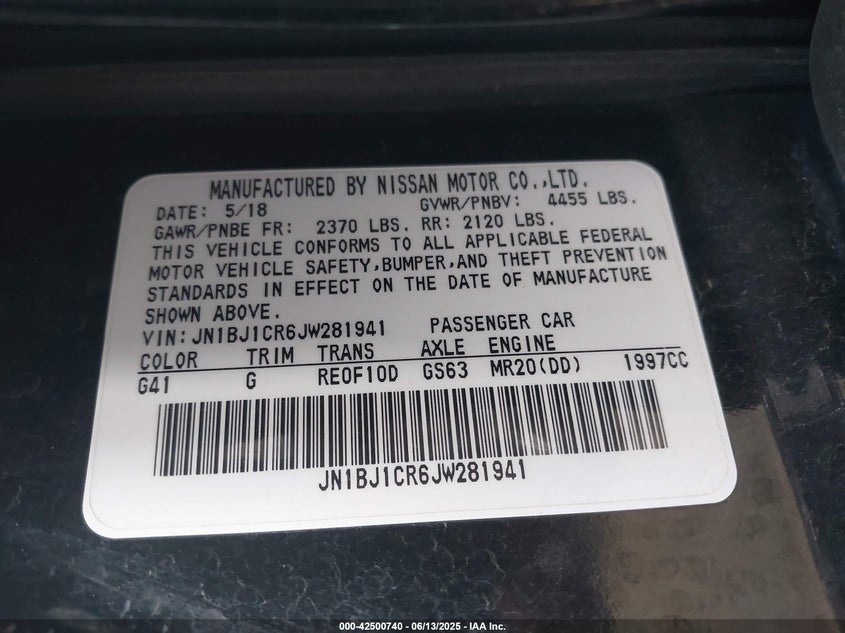 MANUFACTURED BY NISSAN MOTOR CO.,LTD.
DATE: 5/18 GVWR/PNBV: 4455 LBS.
GAWR/PNBE FR: 2370 LBS. RR: 2120 LBS.
THIS VEHICLE CONFORMS TO ALL APPLICABLE FEDERAL
MOTOR VEHICLE SAFETY,BUMPER,AND THEFT PREVENTION
STANDARDS IN EFFECT ON THE DATE OF MANUFACTURE
SHOWN ABOVE.
VIN:JN1BJ1CR6JW281941 PASSENGER CAR
COLOR TRIM TRANS AXLE ENGINE
G41 G RE0F10D GS63 MR20(DD) 1997CC
JN1BJ1CR6JW281941
000-42500740 - 06/13/2025 - IAA Inc.